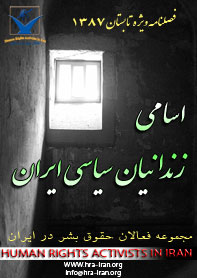 فصلنامه ویژه تابستان ۱۳۸۷
اسامی
زندانیان سیاسی ایران
مجموعه فعالان حقوق بشر در ایران
HUMAN RIGHTS ACTIVISTS IN IRAN
www.hra-iran.org
info@hra-iran.org